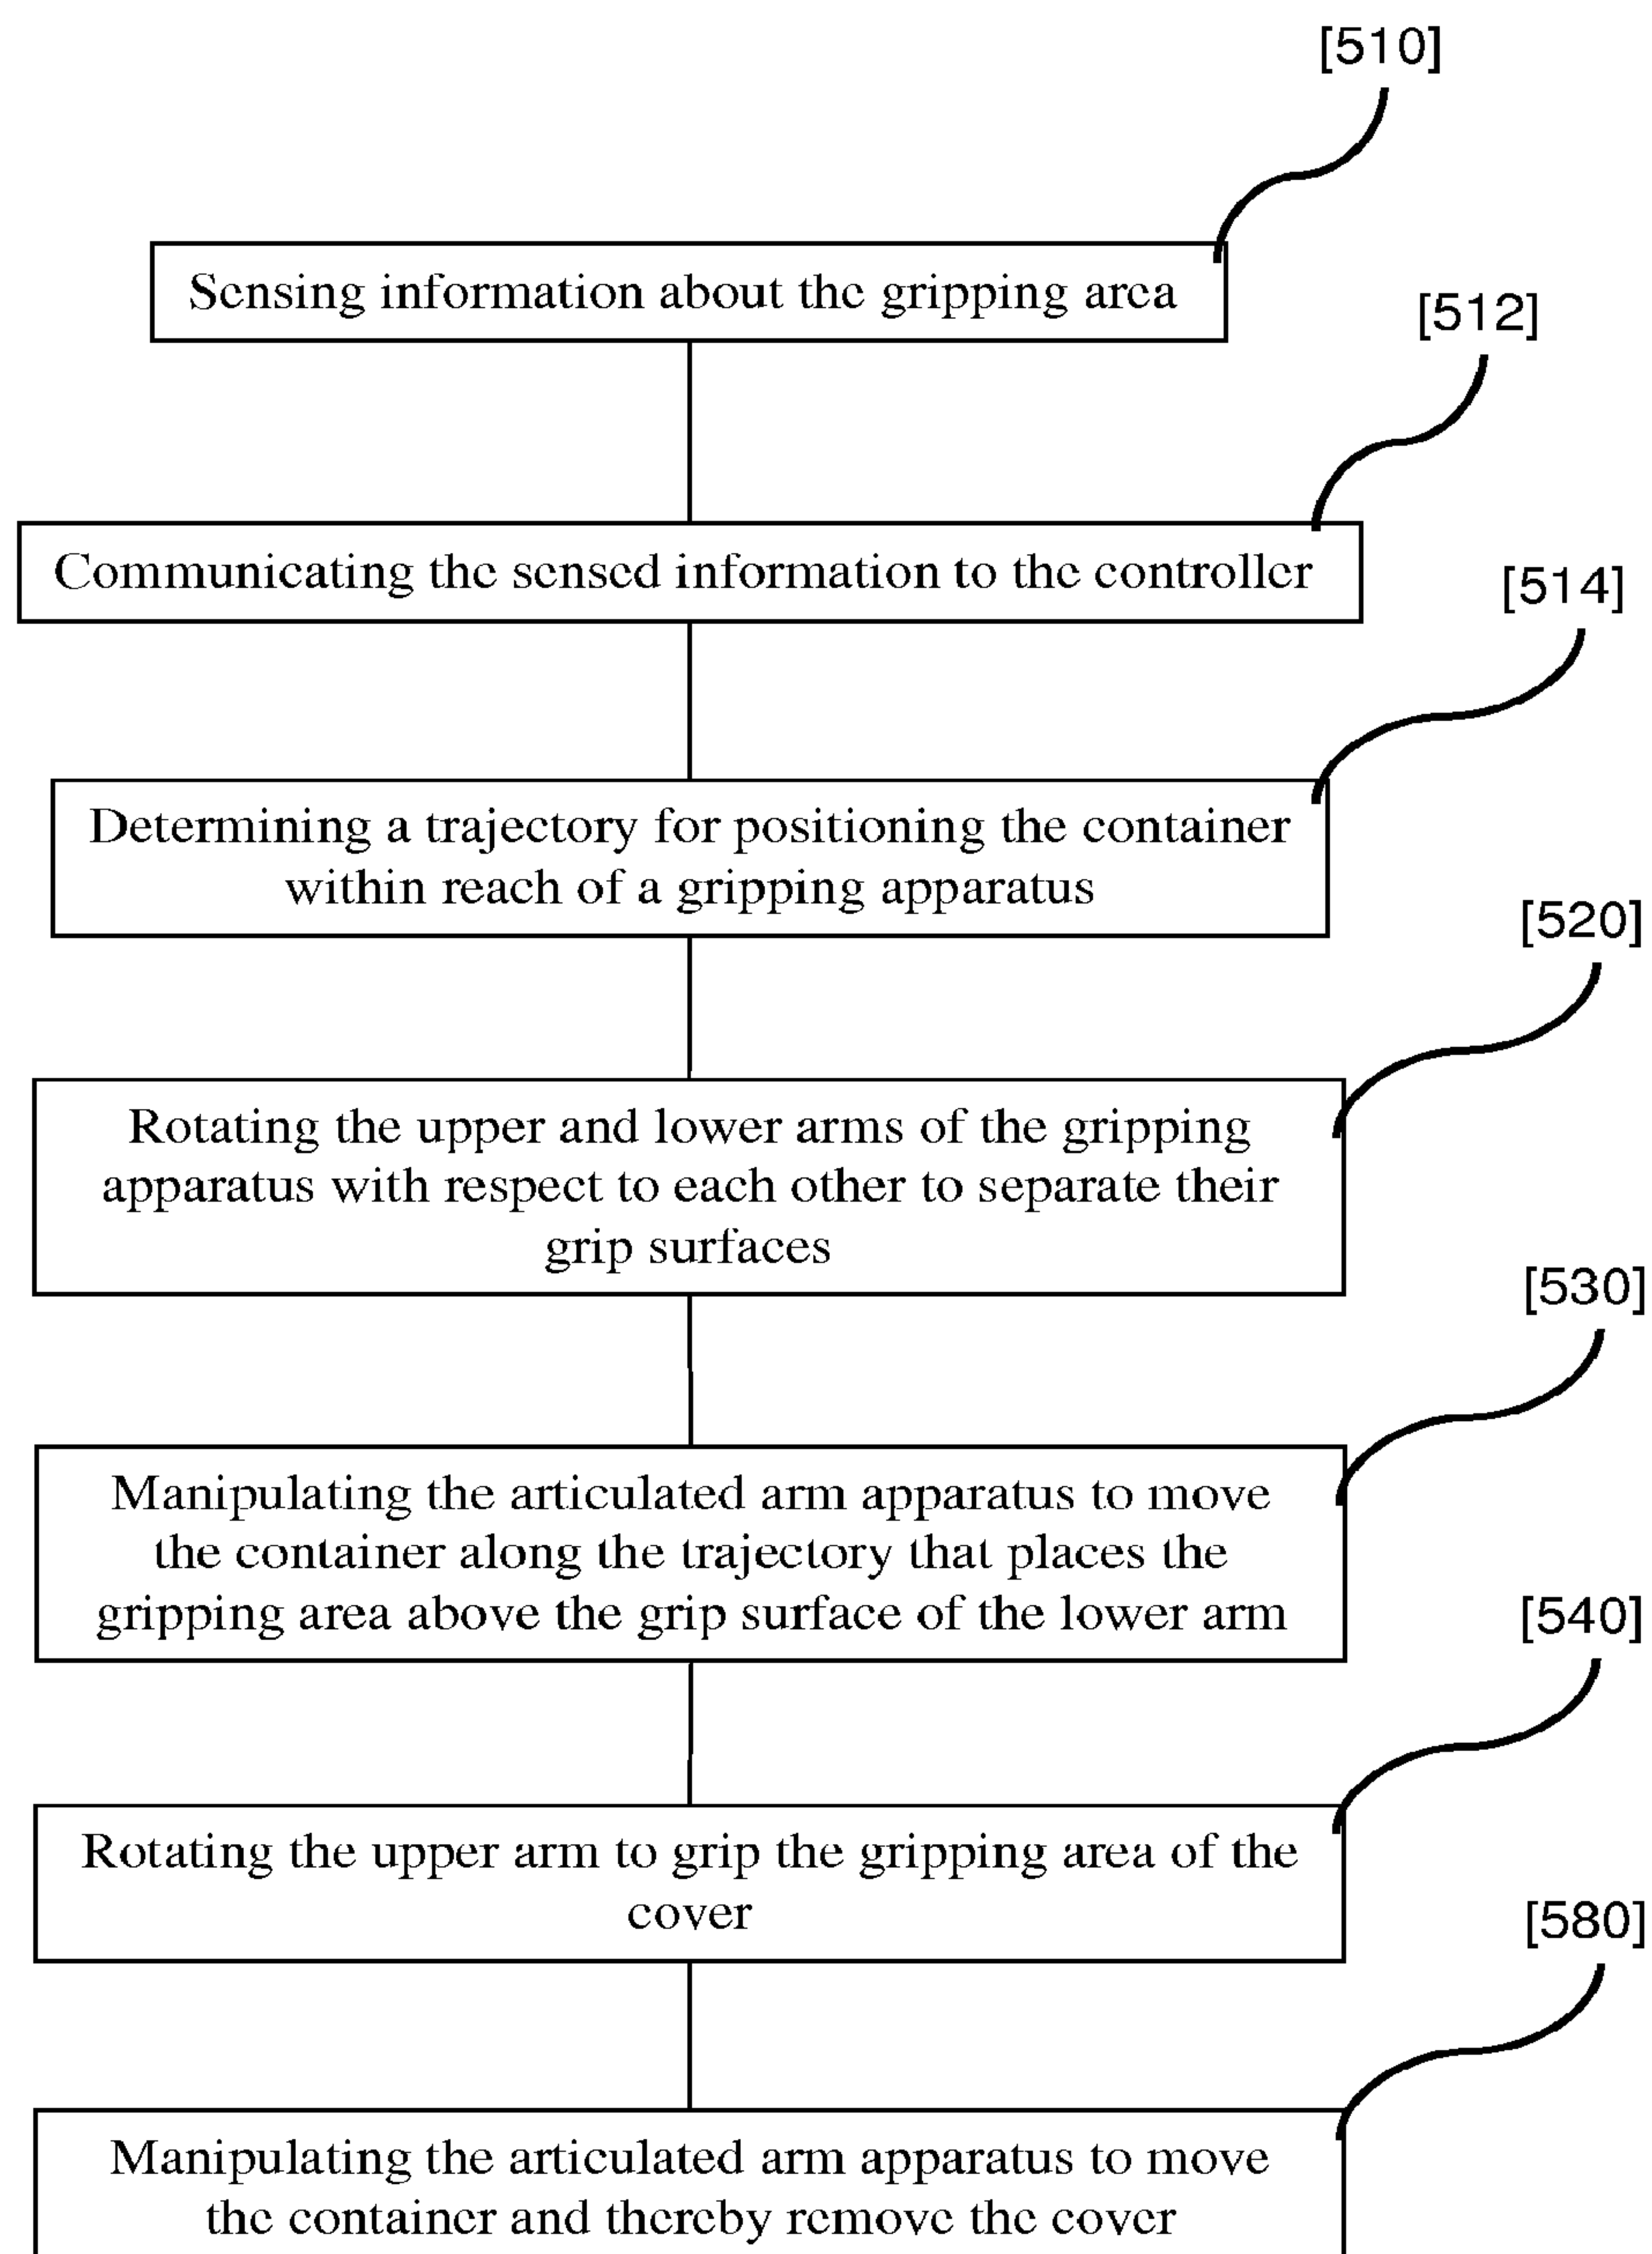 [510]
Sensing information about the gripping area
[512]
Communicating the sensed information to the controller
[514]
Determining a trajectory for positioning the container
within reach of a gripping apparatus
[520]
Rotating the upper and lower arms of the gripping
apparatus with respect to each other to separate their
grip surfaces
[530]
Manipulating the articulated arm apparatus to move
the container along the trajectory that places the
gripping area above the grip surface of the lower arm
[540]
Rotating the upper arm to grip the gripping area of the
cover
[580]
Manipulating the articulated arm apparatus to move
the container and thereby remove the cover